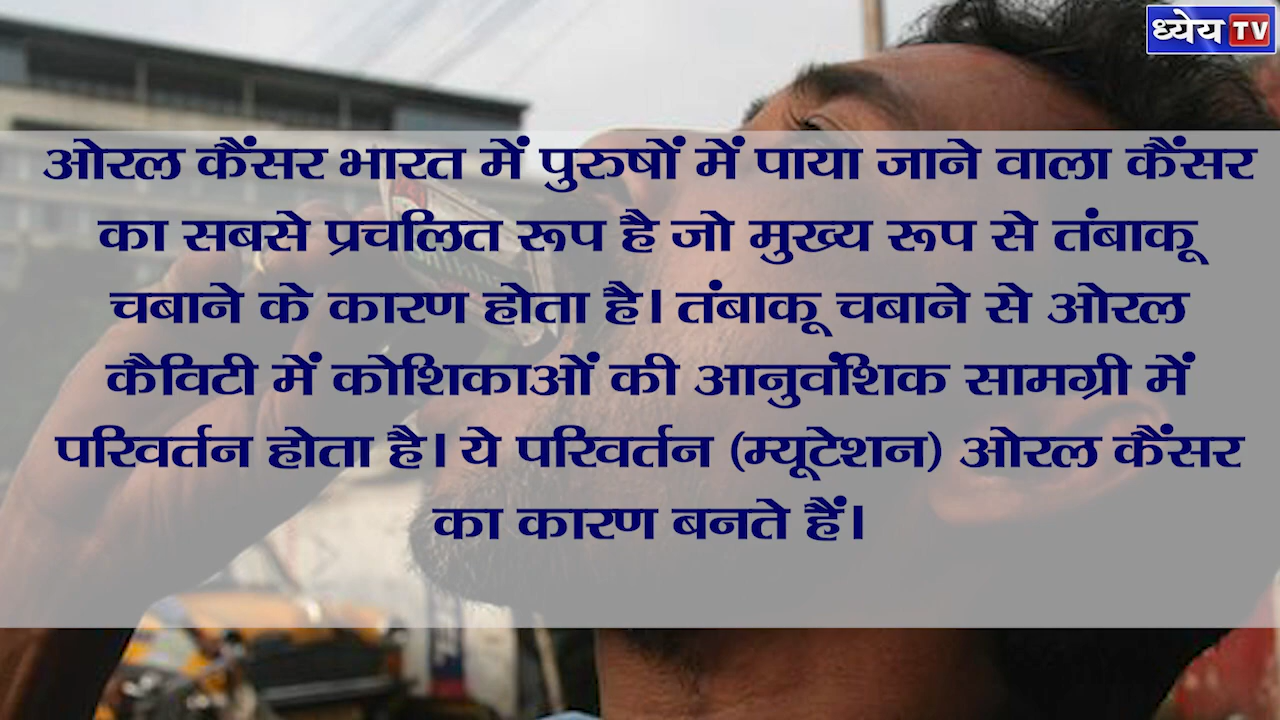 ध्येय TV
ओरल कैंसर भारत में पुरुषों में पाया जाने वाला कैंसर
का सबसे प्रचलित रूप है जो मुख्य रूप से तंबाकू
चबाने के कारण होता है। तंबाकू चबाने से ओरल
कैविटी में कोशिकाओं की आनुवंशिक सामग्री में
परिवर्तन होता है। ये परिवर्तन (म्यूटेशन) ओरल कैंसर
का कारण बनते हैं।